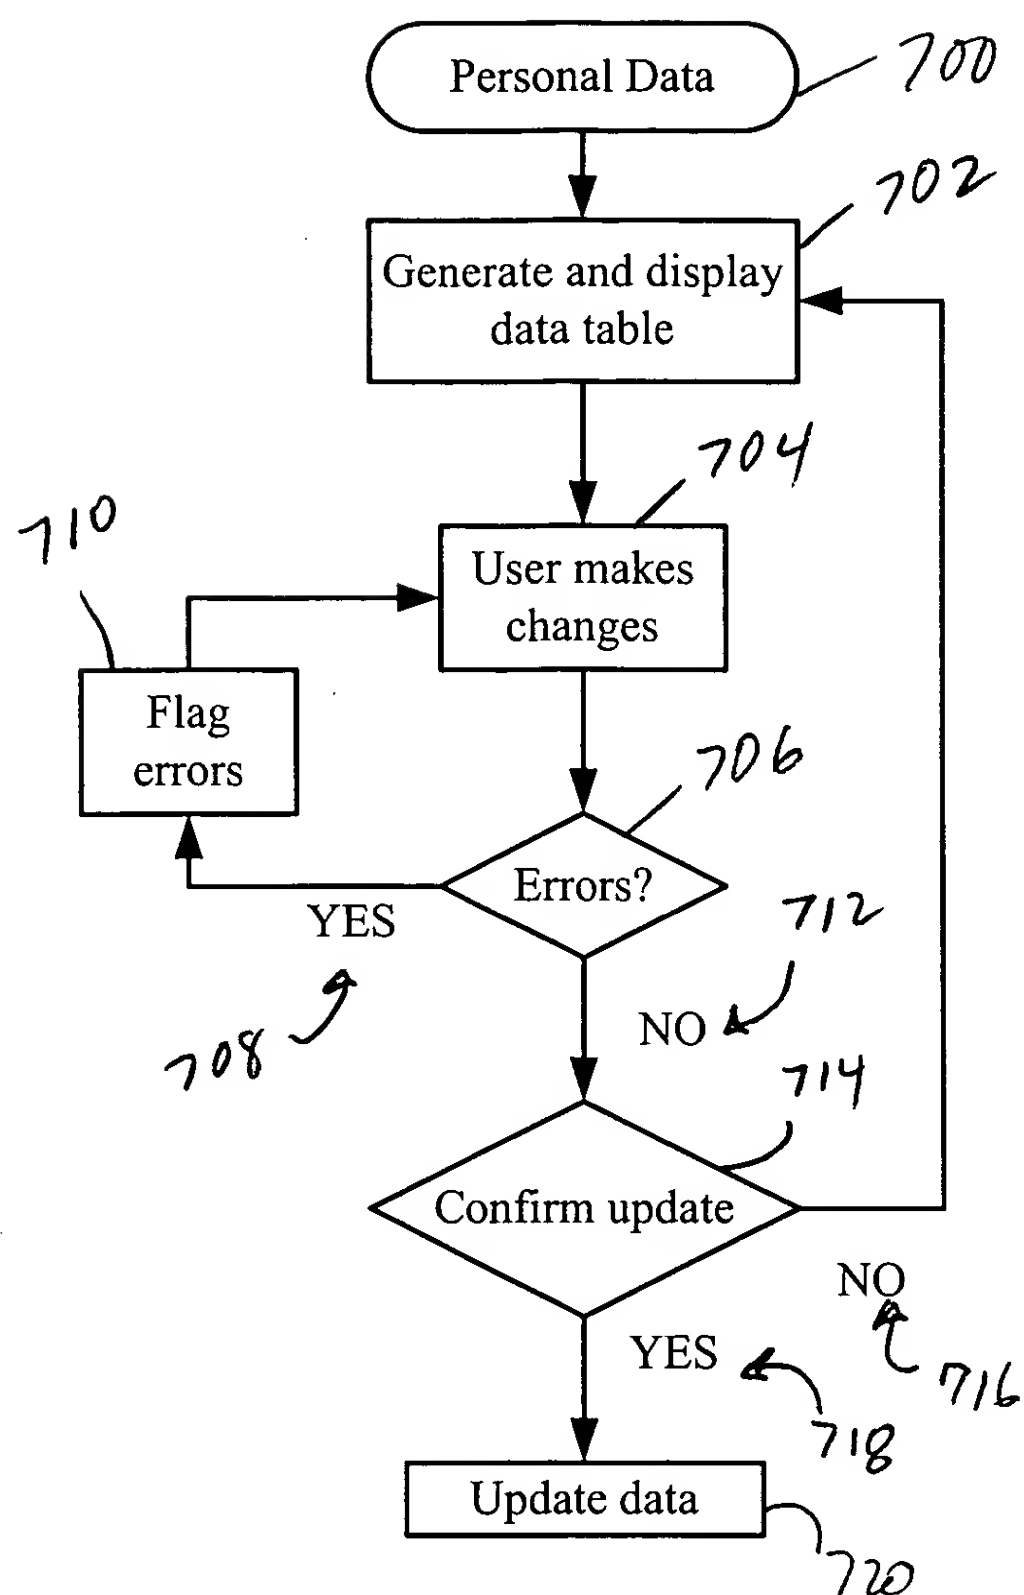 Personal Data
700
702
Generate and display
data table
704
710
User makes
changes
Flag
errors
706
Errors?
YES
712
NO
708
714
Confirm update
NO
YES
716
718
Update data
720